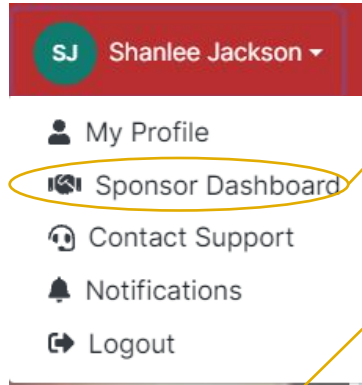 SJ Shanlee Jackson
My Profile
Sponsor Dashboard
Contact Support
Notifications
Logout